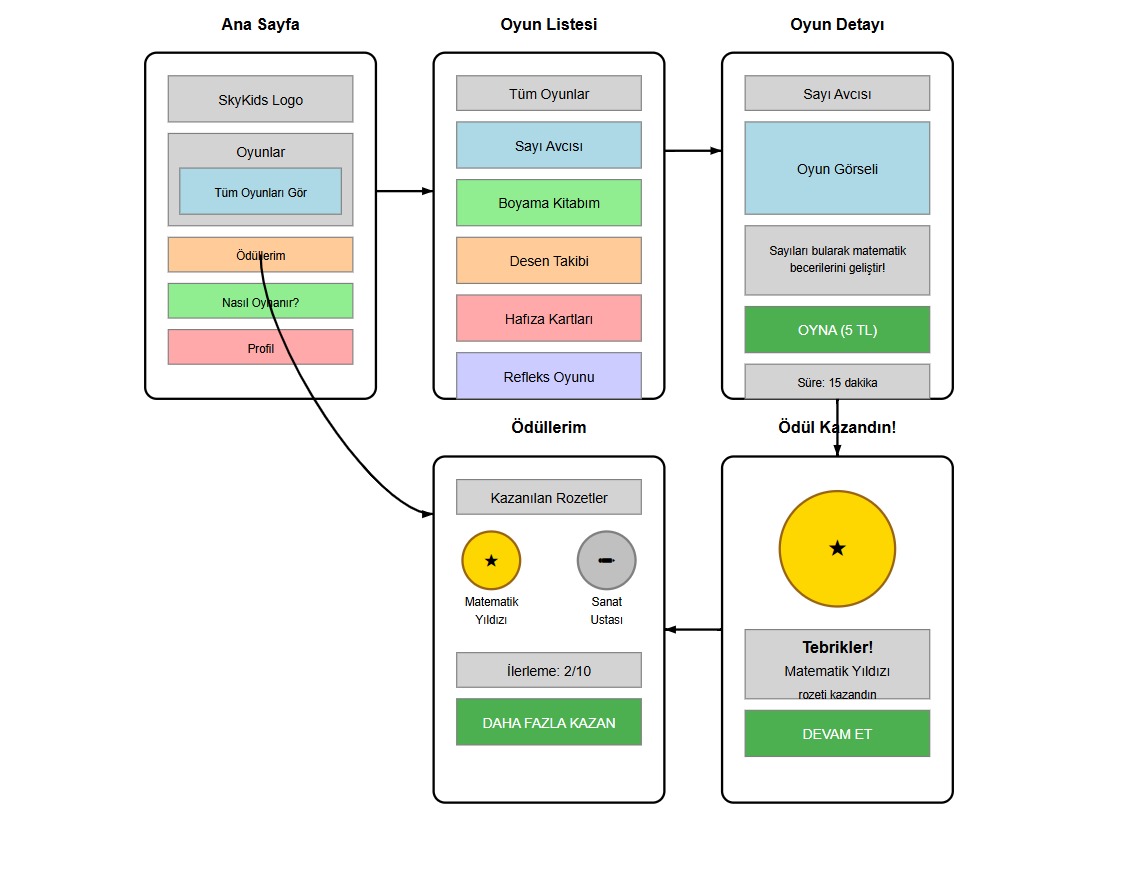 Ana Sayfa
SkyKids Logo
Oyunlar
Tüm Oyunları Gör
Ödüllerim
Nasıl Oynanır?
Profil
Oyun Listesi
Tüm Oyunlar
Sayı Avcısı
Boyama Kitabım
Desen Takibi
Hafıza Kartları
Refleks Oyunu
Oyun Detayı
Sayı Avcısı
Oyun Görseli
Sayıları bularak matematik
becerilerini geliştir!
OYNA (5 TL)
Süre: 15 dakika
Ödüllerim
Kazanılan Rozetler
Matematik
Yıldızı
Sanat
Ustası
İlerleme: 2/10
DAHA FAZLA KAZAN
Ödül Kazandın!
Tebrikler!
Matematik Yıldızı
rozeti kazandın
DEVAM ET